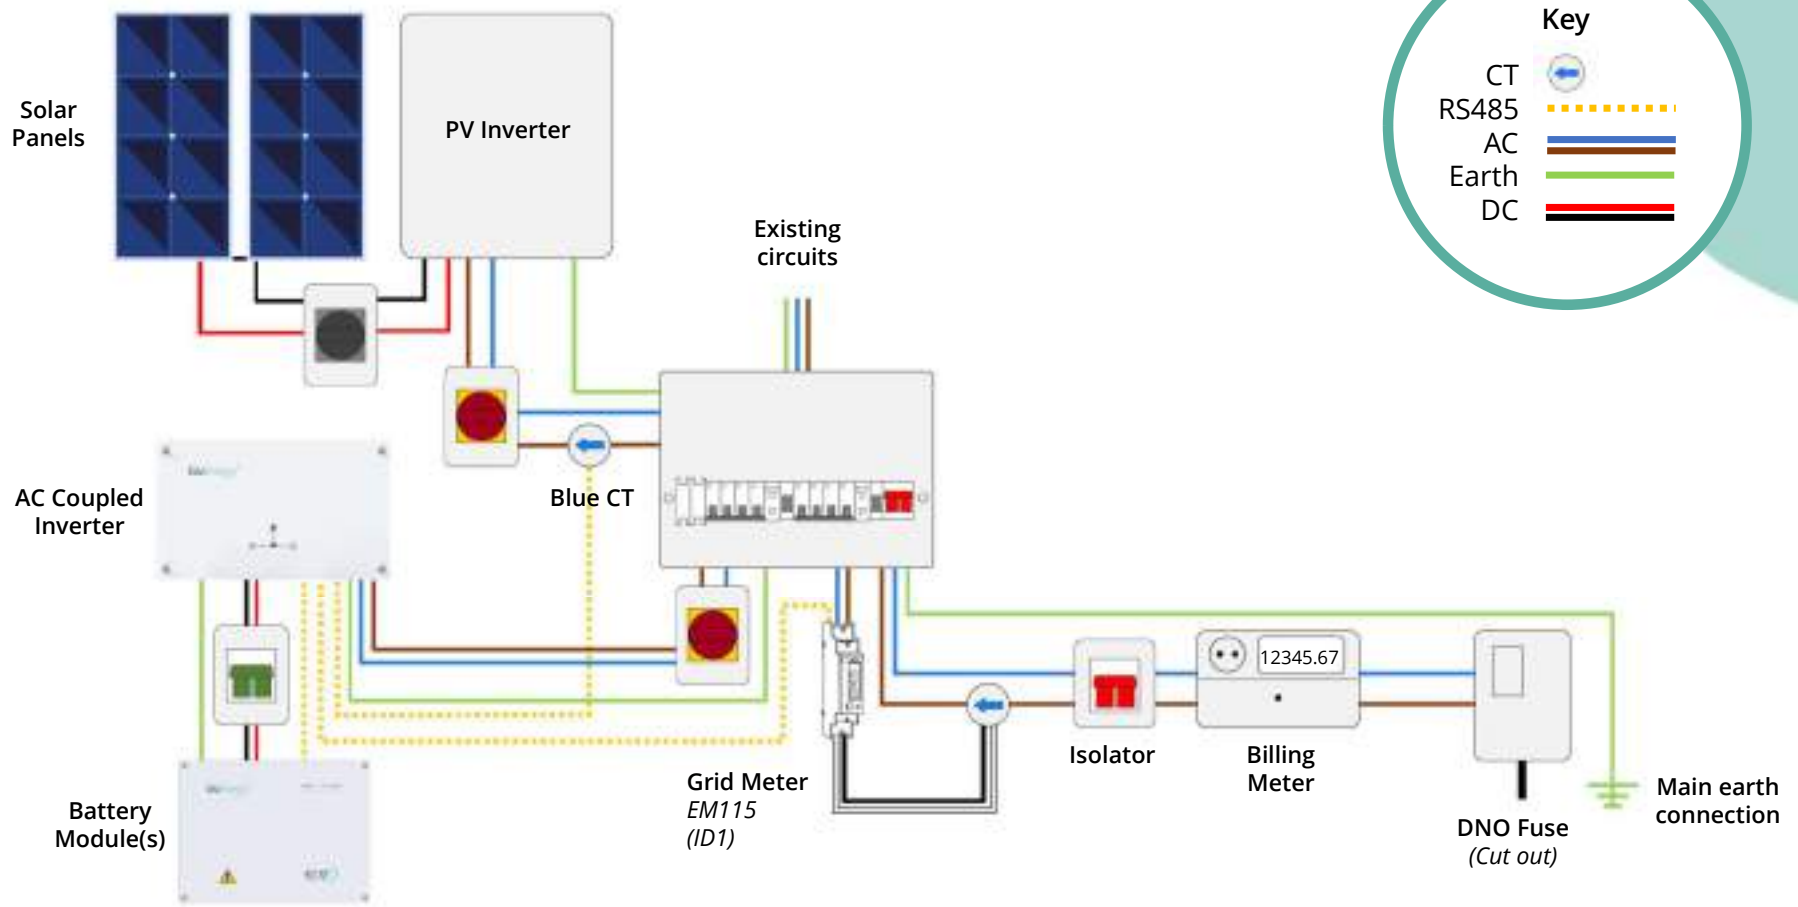 Key
CT
RS485
AC
Earth
DC
Solar
Panels
PV Inverter
Existing
circuits
AC Coupled
Inverter
Blue CT
12345.67
Isolator
Billing
Meter
Grid Meter
EM115
(ID1)
Battery
Module(s)
DNO Fuse
(Cut out)
Main earth
connection